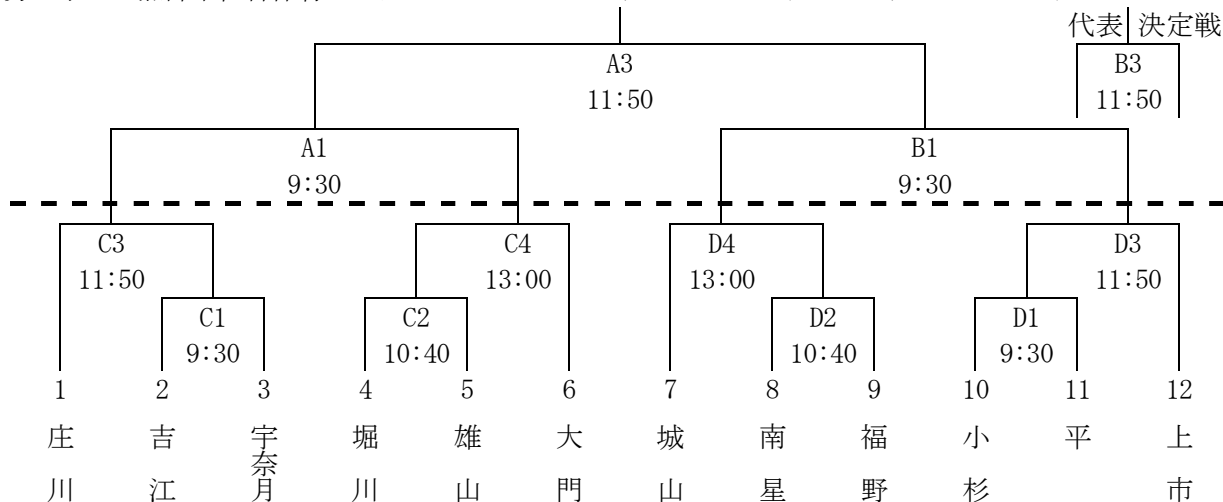 代表 決定戦
A3
11:50
B3
11:50
A1
9:30
B1
9:30
C3
11:50
C4
13:00
D4
13:00
D3
11:50
C1
9:30
C2
10:40
D2
10:40
D1
9:30
1 2 3 4 5 6 7 8 9 10 11 12
庄川 吉江 宇奈月 堀川 雄山 大門 城山 南星 福野 小杉 平 上市